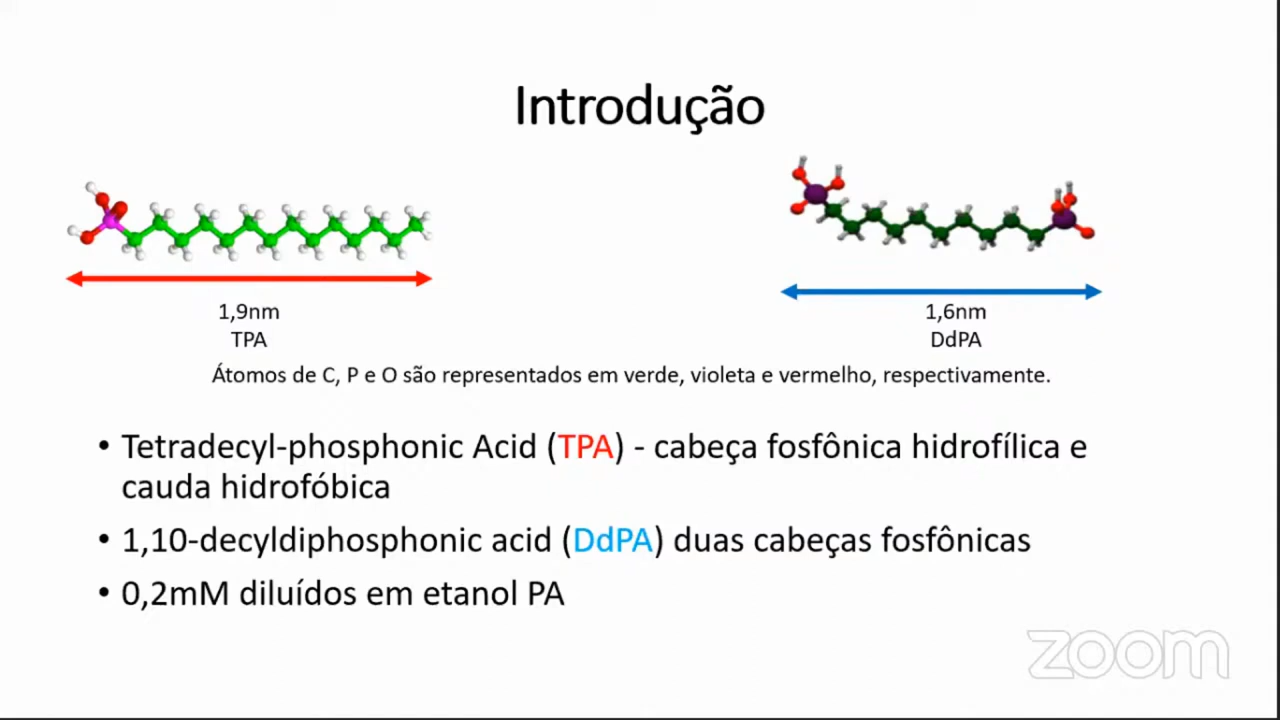 Introdução
1,9nm
TPA
1,6nm
DdPA
Átomos de C, P e O são representados em verde, violeta e vermelho, respectivamente.
• Tetradecyl-phosphonic Acid (TPA) - cabeça fosfônica hidrofílica e
cauda hidrofóbica
• 1,10-decyldiphosphonic acid (DdPA) duas cabeças fosfônicas
• 0,2mM diluídos em etanol PA
zoom